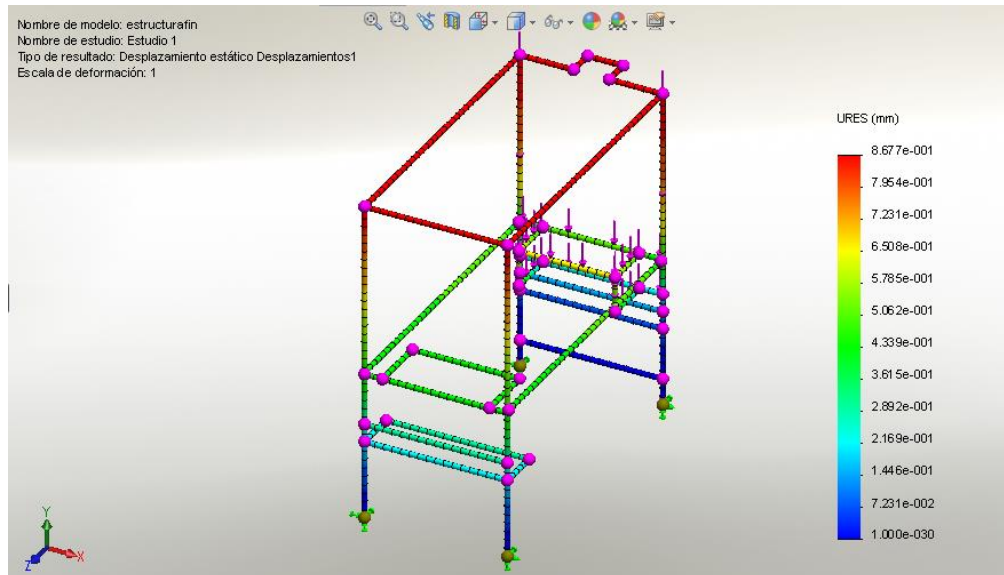 Nombre de modelo: estructurafin
Nombre de estudio: Estudio 1
Tipo de resultado: Desplazamiento estático Desplazamientos1
Escala de deformación: 1
URES (mm)
8.677e-001
7.954e-001
7.231e-001
6.508e-001
5.785e-001
5.062e-001
4.339e-001
3.615e-001
2.892e-001
2.169e-001
1.446e-001
7.231e-002
1.000e-030
Y
X
Z